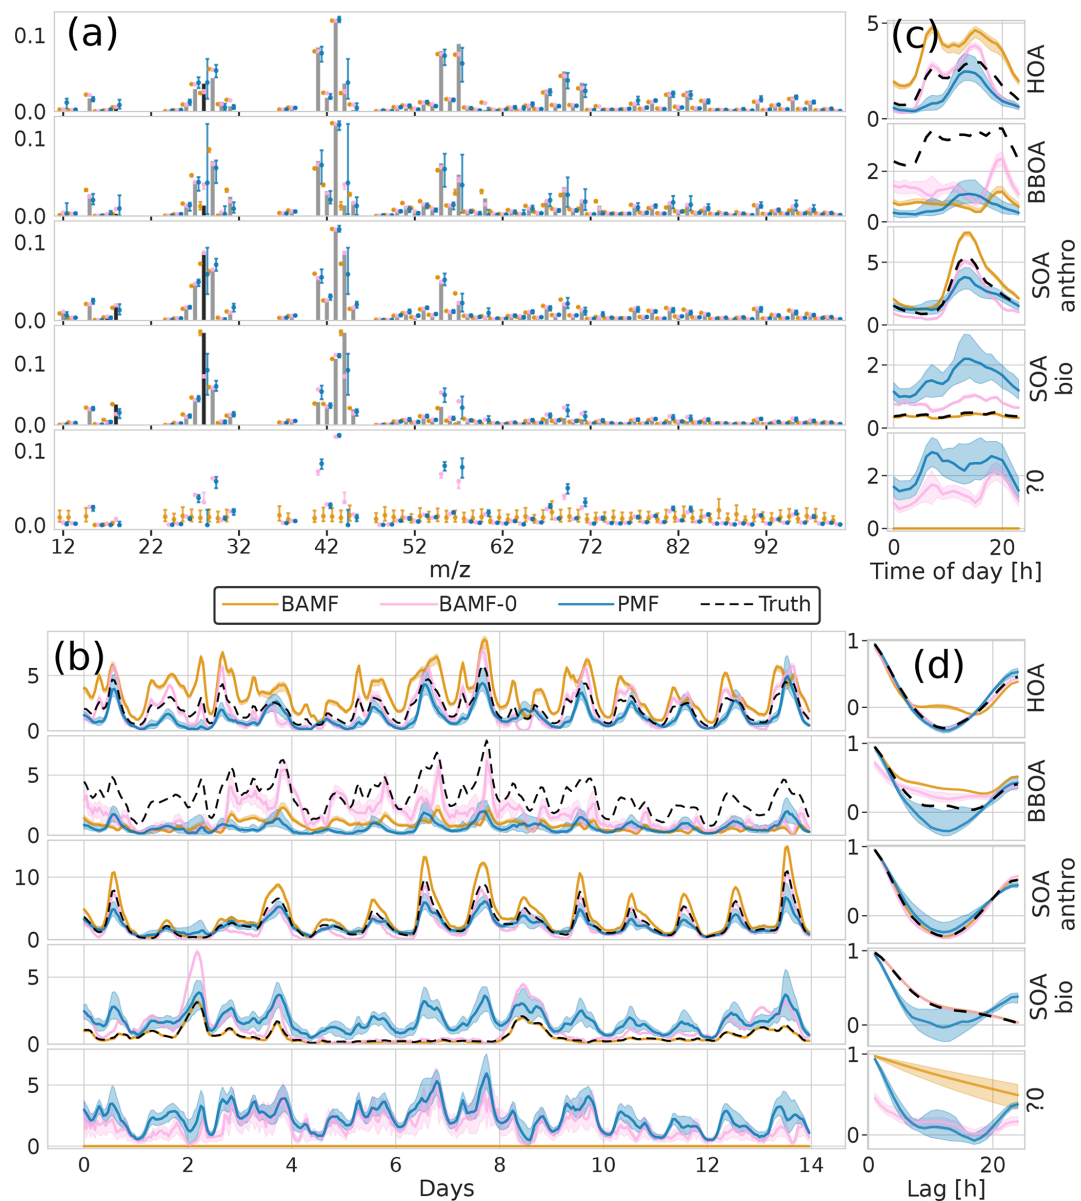 (a)
0.1
0.0
0.1
0.0
0.1
0.0
0.1
0.0
0.1
0.0
12 22 32 42 52 62 72 82 92
m/z
(c)
5
0
HOA
2
0
BBOA
5
0
SOA
anthro
2
0
SOA
bio
2
0
?0
0 20
Time of day [h]
BAMF BAMF-0 PMF Truth
(b)
5
0
5
0
10
0
5
0
5
0
0 2 4 6 8 10 12 14
Days
(d)
1
0
HOA
1
0
BBOA
1
0
SOA
anthro
1
0
SOA
bio
1
0
?0
0 20
Lag [h]